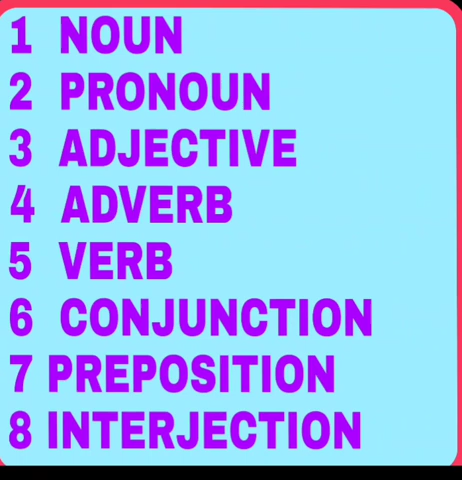 1 NOUN
2 PRONOUN
3 ADJECTIVE
4 ADVERB
5 VERB
6 CONJUNCTION
7 PREPOSITION
8 INTERJECTION